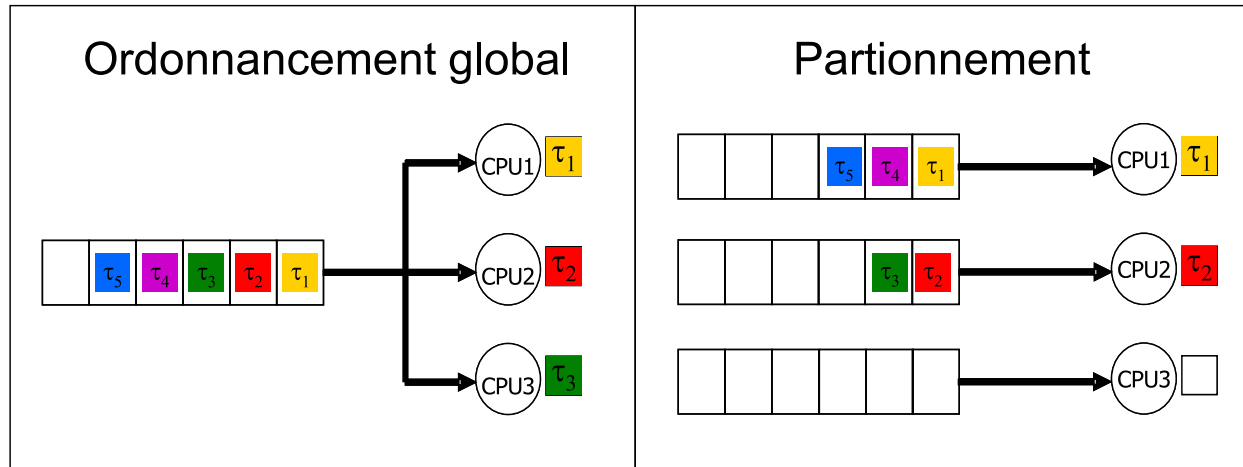 Ordonnancement global
CPU1 τ1
τ5 τ4 τ3 τ2 τ1 CPU2 τ2
CPU3 τ3
Partionnement
τ5 τ4 τ1 CPU1 τ1
τ3 τ2 CPU2 τ2
CPU3